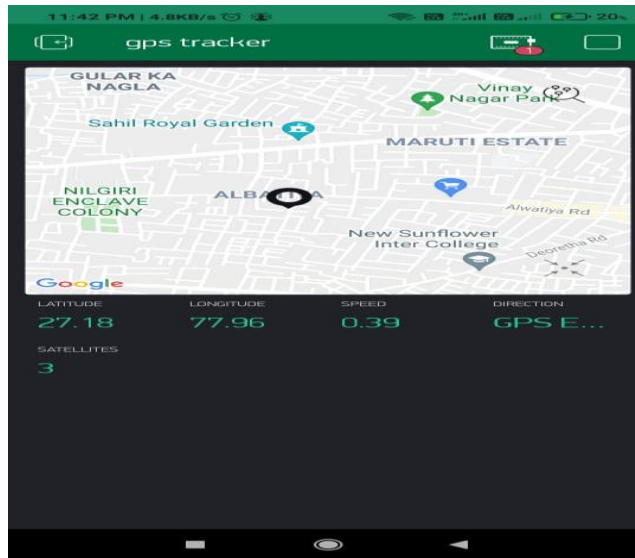 11:42 PM | 4.8KB/s
20%
gps tracker
1
GULAR KA
NAGLA
Vinay
Nagar Park
Sahil Royal Garden
MARUTI ESTATE
NILGIRI
ENCLAVE
COLONY
Alwatiya Rd
New Sunflower
Inter College
Deoretha Rd
Google
LATITUDE
LONGITUDE
SPEED
DIRECTION
27.18
77.96
0.39
GPS E...
SATELLITES
3